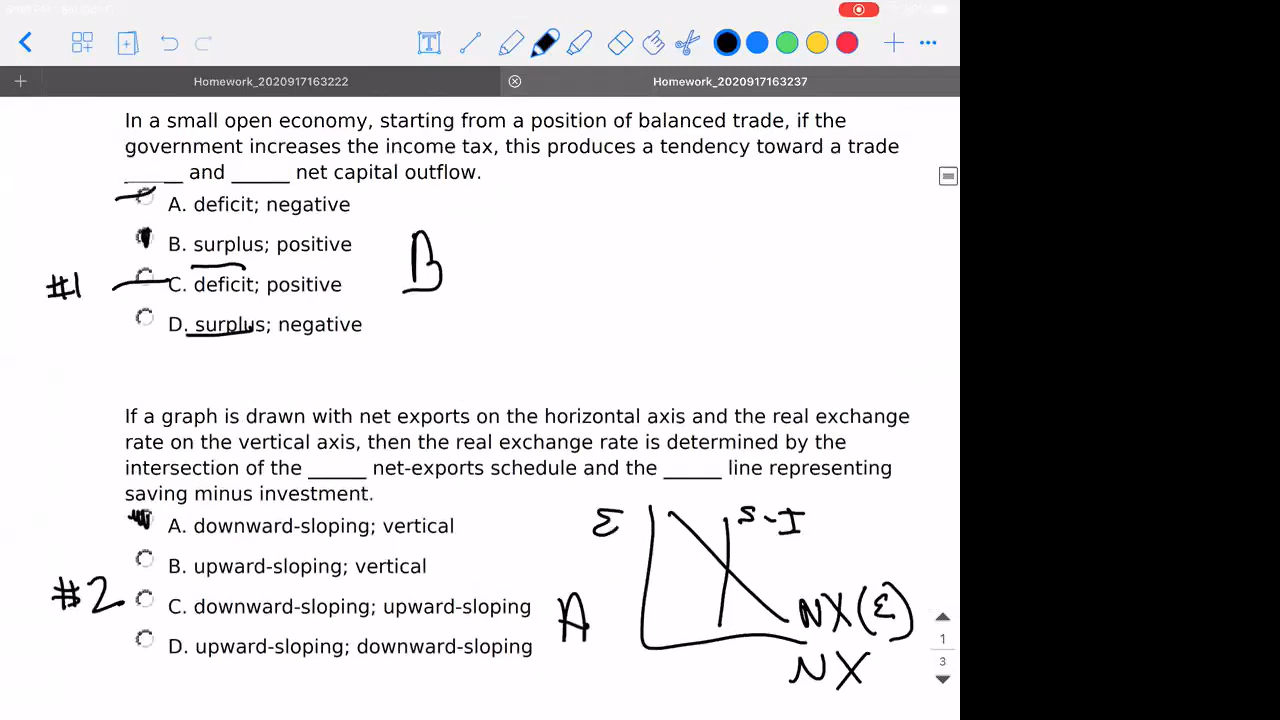 Homework_2020917163222
Homework_2020917163237
In a small open economy, starting from a position of balanced trade, if the
government increases the income tax, this produces a tendency toward a trade
______ and ______ net capital outflow.
A. deficit; negative
B. surplus; positive
B
#1
C. deficit; positive
D. surplus; negative
If a graph is drawn with net exports on the horizontal axis and the real exchange
rate on the vertical axis, then the real exchange rate is determined by the
intersection of the ______ net-exports schedule and the ______ line representing
saving minus investment.
A. downward-sloping; vertical
ε
S-I
B. upward-sloping; vertical
#2
C. downward-sloping; upward-sloping
A
NX(ε)
D. upward-sloping; downward-sloping
NX
1
3